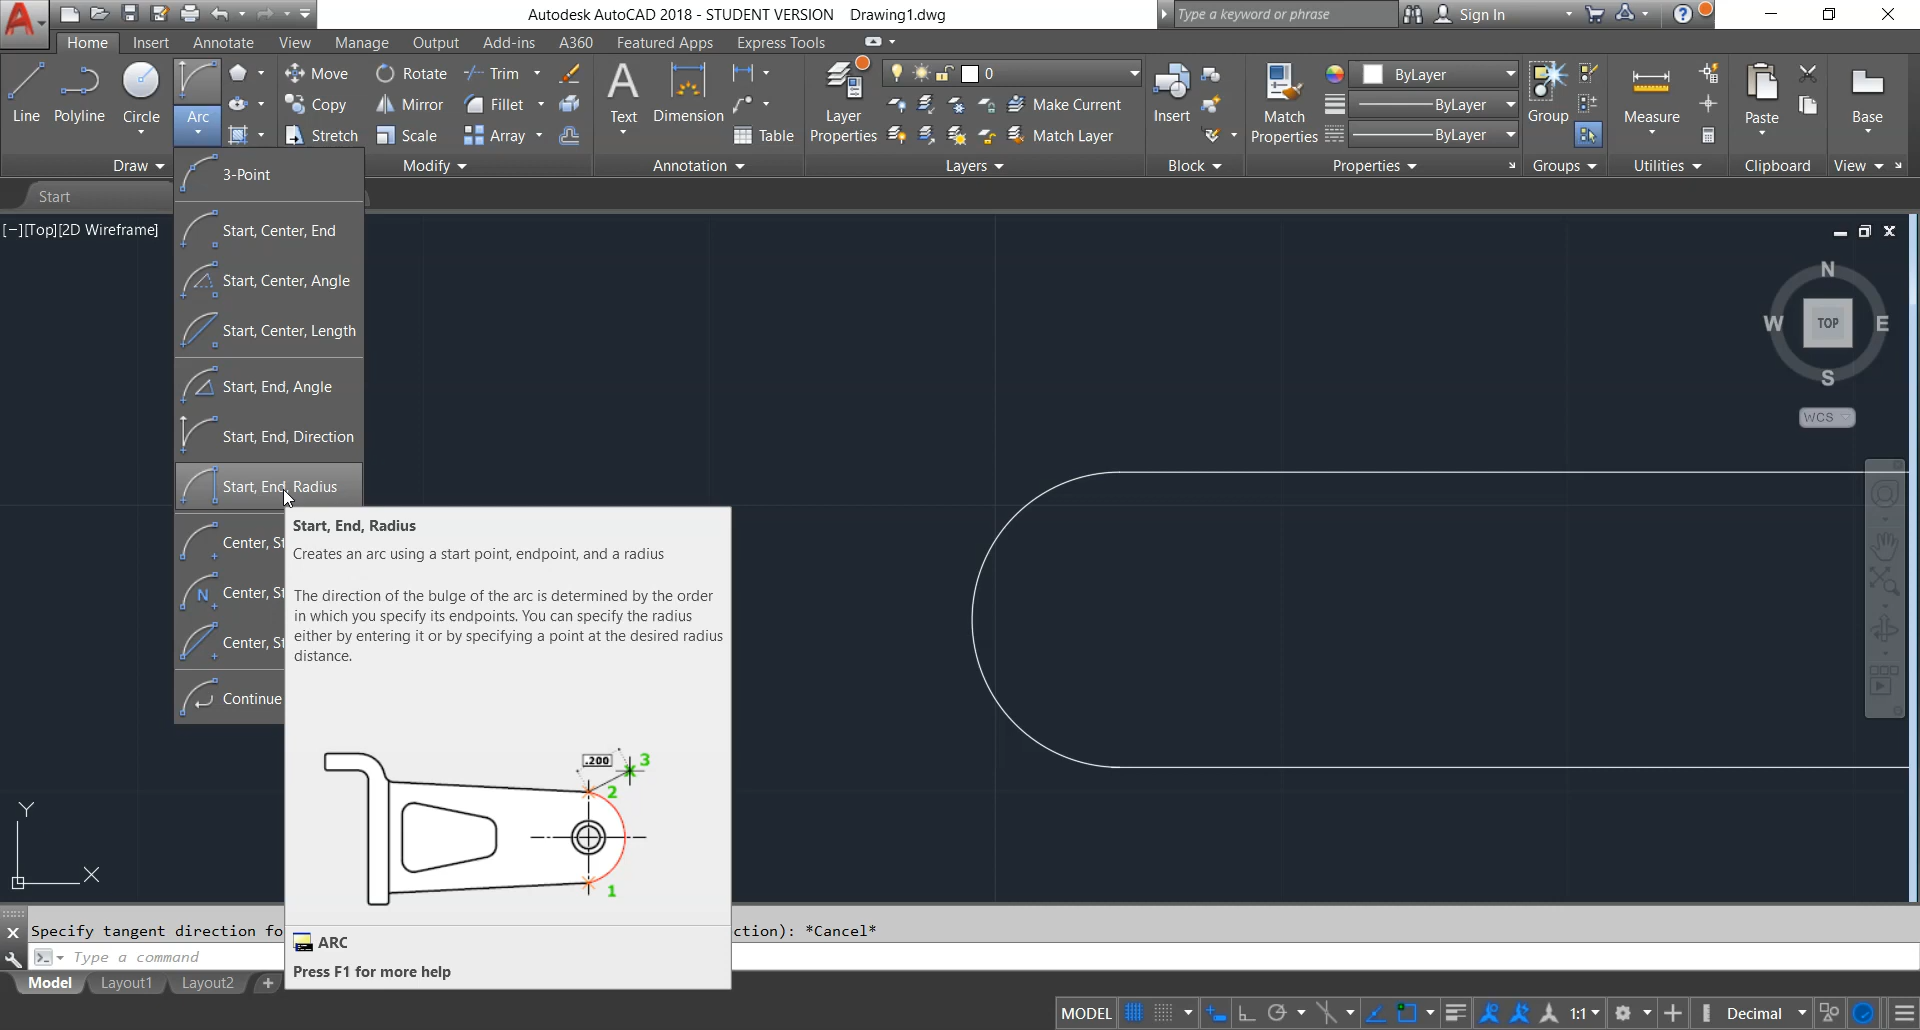 Autodesk AutoCAD 2018 - STUDENT VERSION Drawing1.dwg
Type a keyword or phrase
Sign In
Home Insert Annotate View Manage Output Add-ins A360 Featured Apps Express Tools
Line Polyline Circle Arc
Draw
Move Rotate Trim
Copy Mirror Fillet
Stretch Scale Array
Modify
Text Dimension Table
Annotation
Layer Properties
0
Make Current
Match Layer
Layers
Insert
Block
Match Properties
ByLayer
ByLayer
ByLayer
Properties
Group
Groups
Measure
Utilities
Paste
Clipboard
Base
View
Start
[−][Top][2D Wireframe]
3-Point
Start, Center, End
Start, Center, Angle
Start, Center, Length
Start, End, Angle
Start, End, Direction
Start, End, Radius
Center, St
Center, St
Center, St
Continue
Start, End, Radius
Creates an arc using a start point, endpoint, and a radius
The direction of the bulge of the arc is determined by the order
in which you specify its endpoints. You can specify the radius
either by entering it or by specifying a point at the desired radius
distance.
.200
3
2
1
ARC
Press F1 for more help
N
W TOP E
S
WCS
Y
X
Specify tangent direction fo
ction): *Cancel*
Type a command
Model Layout1 Layout2 +
MODEL
1:1
Decimal